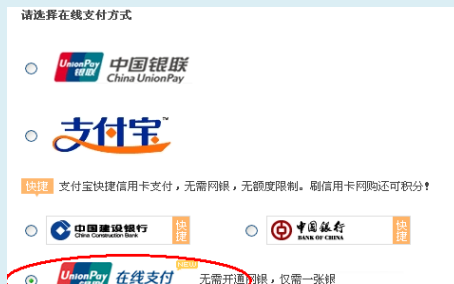 请选择在线支付方式
UnionPay 银联 中国银联 China UnionPay
支付宝 TM
快捷 支付宝快捷信用卡支付，无需网银，无额度限制。刷信用卡网购还可积分！
中国建设银行 China Construction Bank 快捷 中国银行 BANK OF CHINA 快捷
UnionPay 银联 在线支付 NEW 无需开通网银，仅需一张银